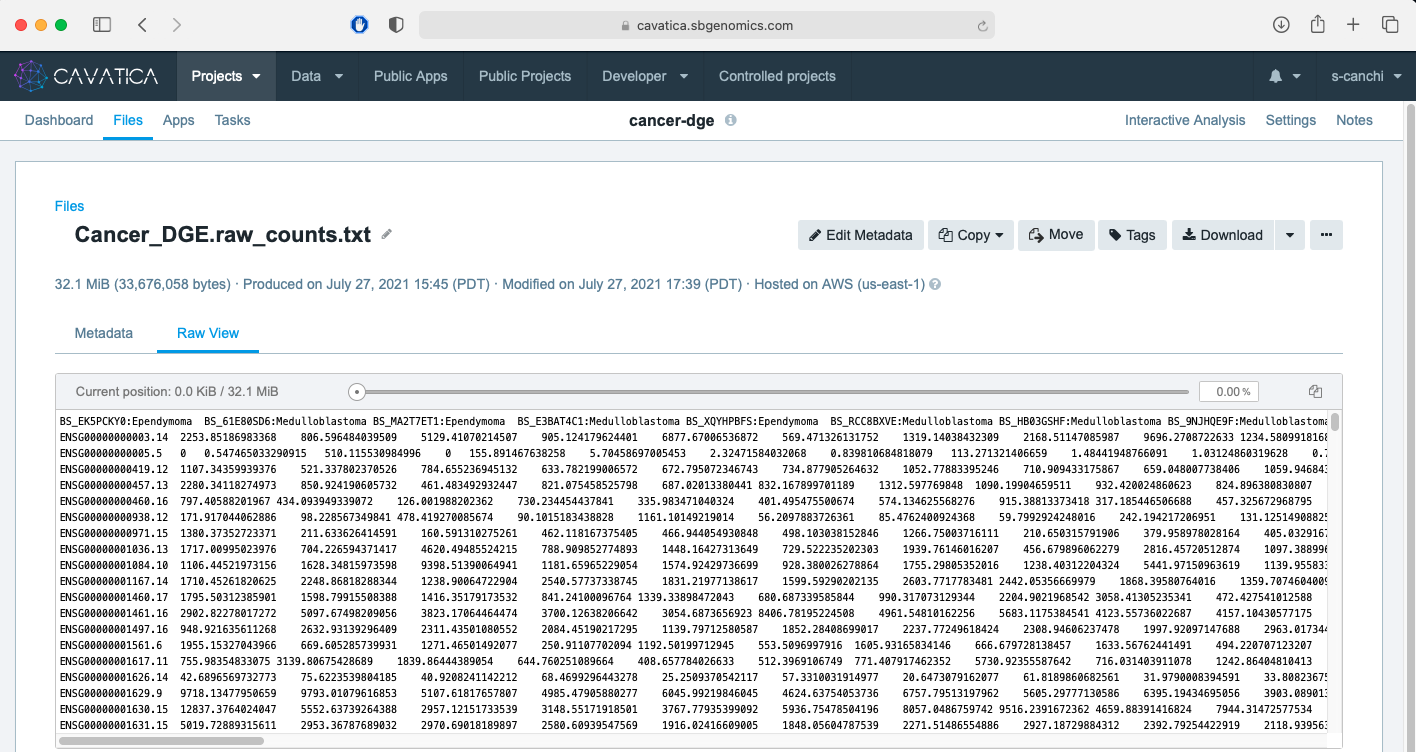 cavatica.sbgenomics.com
CAVATICA Projects Data Public Apps Public Projects Developer Controlled projects s-canchi
Dashboard Files Apps Tasks cancer-dge Interactive Analysis Settings Notes
Files
Cancer_DGE.raw_counts.txt Edit Metadata Copy Move Tags Download ...
32.1 MiB (33,676,058 bytes) · Produced on July 27, 2021 15:45 (PDT) · Modified on July 27, 2021 17:39 (PDT) · Hosted on AWS (us-east-1) ?
Metadata Raw View
Current position: 0.0 KiB / 32.1 MiB 0.00 %
BS_EK5PCKY0:Ependymoma BS_61E80SD6:Medulloblastoma BS_MA2T7ET1:Ependymoma BS_E3BAT4C1:Medulloblastoma BS_XQYHPBFS:Ependymoma BS_RCC8BXVE:Medulloblastoma BS_HB03GSHF:Medulloblastoma BS_9NJHQE9F:Medulloblastoma
ENSG00000000003.14 2253.85186983368 806.596484039509 5129.41070214507 905.124179624401 6877.67006536872 569.471326131752 1319.14038432309 2168.51147085987 9696.2708722633 1234.5809918168
ENSG00000000005.5 0 0.547465033290915 510.115530984996 0 155.891467638258 5.70458697005453 2.32471584032068 0.839810684818079 113.271321406659 1.48441948766091 1.03124860319628 0.7
ENSG00000000419.12 1107.34359939376 521.337802370526 784.655236945132 633.782199006572 672.795072346743 734.877905264632 1052.77883395246 710.909433175867 659.048007738406 1059.946843
ENSG00000000457.13 2280.34118274973 850.924190605732 461.483492932447 821.075458525798 687.02013380441 832.167899701189 1312.597769848 1090.19904659511 932.420024860623 824.896380830807
ENSG00000000460.16 797.40588201967 434.093949339072 126.001988202362 730.234454437841 335.983471040324 401.495475500674 574.134625568276 915.38813373418 317.185446506688 457.325672968795
ENSG00000000938.12 171.917044062886 98.228567349841 478.419270085674 90.1015183438828 1161.10149219014 56.2097883726361 85.4762400924368 59.7992924248016 242.194217206951 131.12514908825
ENSG00000000971.15 1380.37352723371 211.633626414591 160.591310275261 462.118167375405 466.944054930848 498.103038152846 1266.75003716111 210.650315791906 379.958978028164 405.0329167
ENSG00000001036.13 1717.00995023976 704.226594371417 4620.49485524215 788.909852774893 1448.16427313649 729.522235202303 1939.76146016207 456.679896062279 2816.45720512874 1097.388996
ENSG00000001084.10 1106.44521973156 1628.34815973598 9398.51390064941 1181.65965229054 1574.92429736699 928.380026278864 1755.29805352016 1238.40312204324 5441.97150963619 1139.955833
ENSG00000001167.14 1710.45261820625 2248.86818288344 1238.90064722904 2540.57737338745 1831.21977138617 1599.59290202135 2603.7717783481 2442.05356669979 1868.39580764016 1359.7074604009
ENSG00000001460.17 1795.50312385901 1598.79915508388 1416.35179173532 841.24100096764 1339.33898472043 680.687339585844 990.317073129344 2204.9021968542 3058.41305235341 472.427541012588
ENSG00000001461.16 2902.82278017272 5097.67498209056 3823.17064464474 3700.12638206642 3054.6873656923 8406.78195224508 4961.54810162256 5683.1175384541 4123.55736022687 4157.10430577175
ENSG00000001497.16 948.921635611268 2632.93139296409 2311.43501080552 2084.45190217295 1139.79712580587 1852.28408699017 2237.77249618424 2308.94606237478 1997.92097147688 2963.017344
ENSG00000001561.6 1955.15327043966 669.605285739931 1271.46501492077 250.91107702094 1192.50199712945 553.5096997916 1605.93165834146 666.679728138457 1633.56762441491 494.220707123207
ENSG00000001617.11 755.98354833075 3139.80675428689 1839.86444389054 644.760251089664 408.657784026633 512.3969106749 771.407917462352 5730.92355587642 716.031403911078 1242.86404810413
ENSG00000001626.14 42.6896569732773 75.6223539804185 40.9208241142212 68.4699296443278 25.2509370542117 57.3310031914977 20.6473079162077 61.8189860682561 31.9790008394591 33.80823675
ENSG00000001629.9 9718.13477950659 9793.01079616853 5107.61817657807 4985.47905880277 6045.99219846045 4624.63754053736 6757.79513197962 5605.29777130586 6395.19434695056 3903.089013
ENSG00000001630.15 12837.3764024047 5552.63739264388 2957.12151733539 3148.55171918501 3767.77935399092 5936.75478504196 8057.0486759742 9516.2391672362 4659.88391416824 7944.31472577534
ENSG00000001631.15 5019.72889315611 2953.36787689032 2970.69018189897 2580.60939547569 1916.02416609005 1848.05604787539 2271.51486554886 2927.18729884312 2392.79254422919 2118.939563